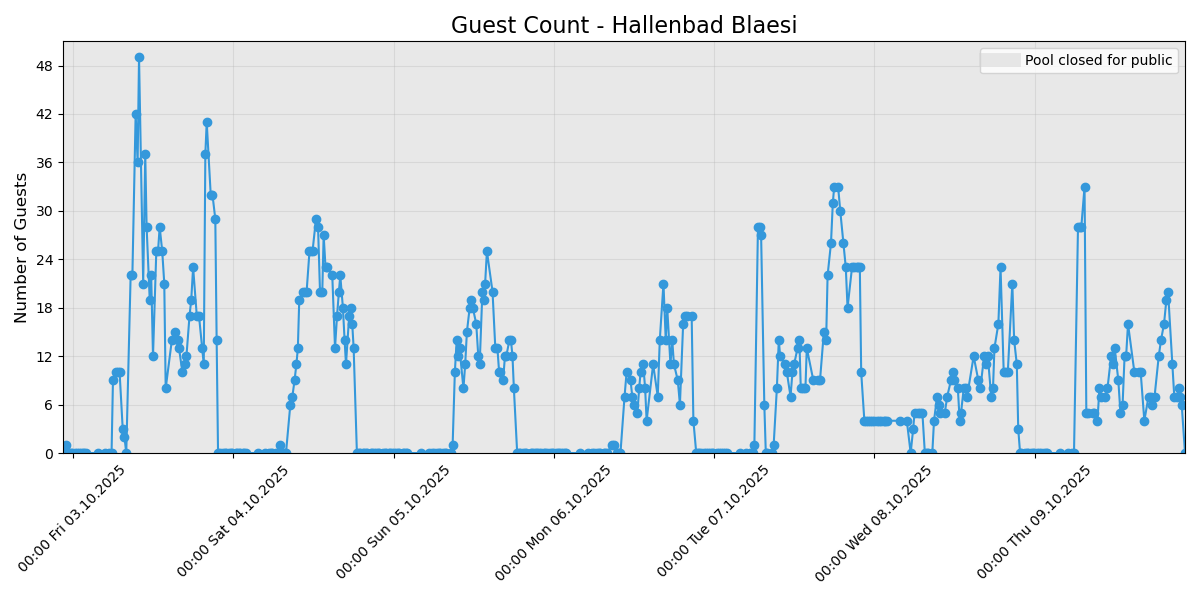 Guest Count - Hallenbad Blaesi
Pool closed for public
Number of Guests
48
42
36
30
24
18
12
6
0
00:00 Fri 03.10.2025
00:00 Sat 04.10.2025
00:00 Sun 05.10.2025
00:00 Mon 06.10.2025
00:00 Tue 07.10.2025
00:00 Wed 08.10.2025
00:00 Thu 09.10.2025